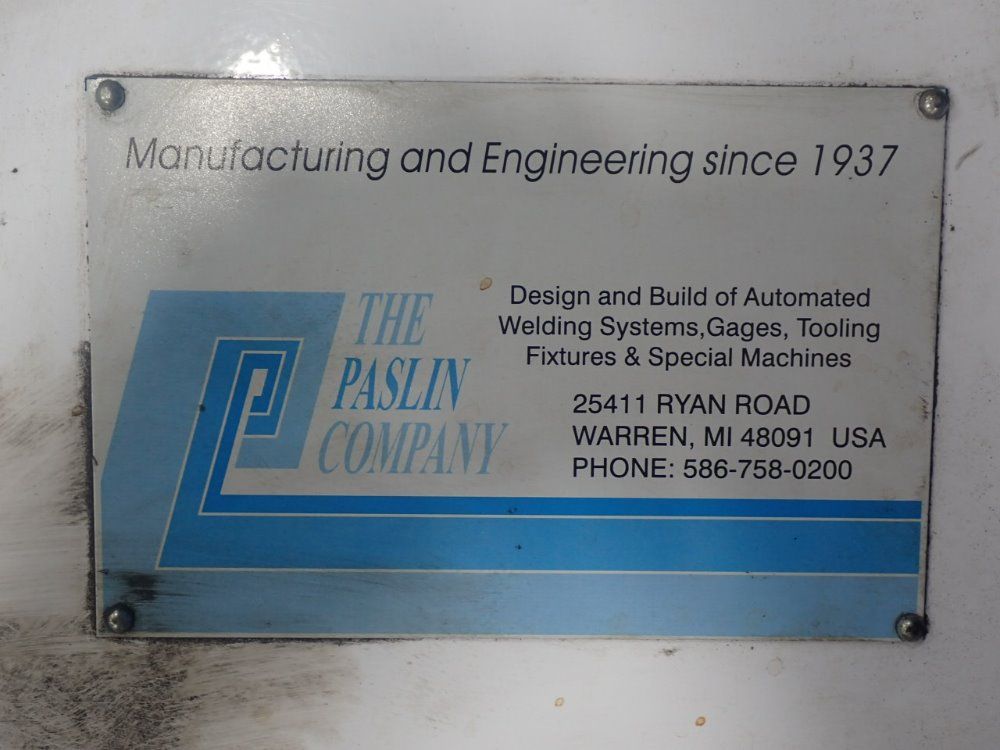 Manufacturing and Engineering since 1937
THE
PASLIN
COMPANY
Design and Build of Automated
Welding Systems,Gages, Tooling
Fixtures & Special Machines
25411 RYAN ROAD
WARREN, MI 48091 USA
PHONE: 586-758-0200